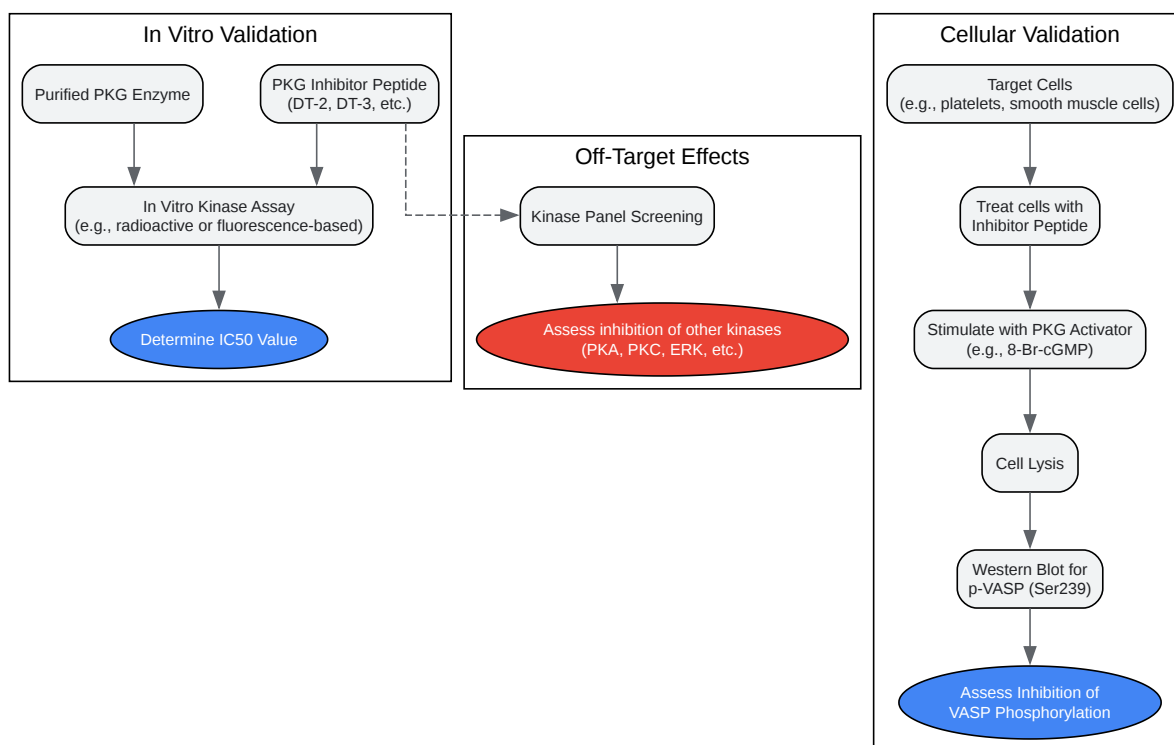 In Vitro Validation
Purified PKG Enzyme
PKG Inhibitor Peptide
(DT-2, DT-3, etc.)
In Vitro Kinase Assay
(e.g., radioactive or fluorescence-based)
Determine IC50 Value
Off-Target Effects
Kinase Panel Screening
Assess inhibition of other kinases
(PKA, PKC, ERK, etc.)
Cellular Validation
Target Cells
(e.g., platelets, smooth muscle cells)
Treat cells with
Inhibitor Peptide
Stimulate with PKG Activator
(e.g., 8-Br-cGMP)
Cell Lysis
Western Blot for
p-VASP (Ser239)
Assess Inhibition of
VASP Phosphorylation